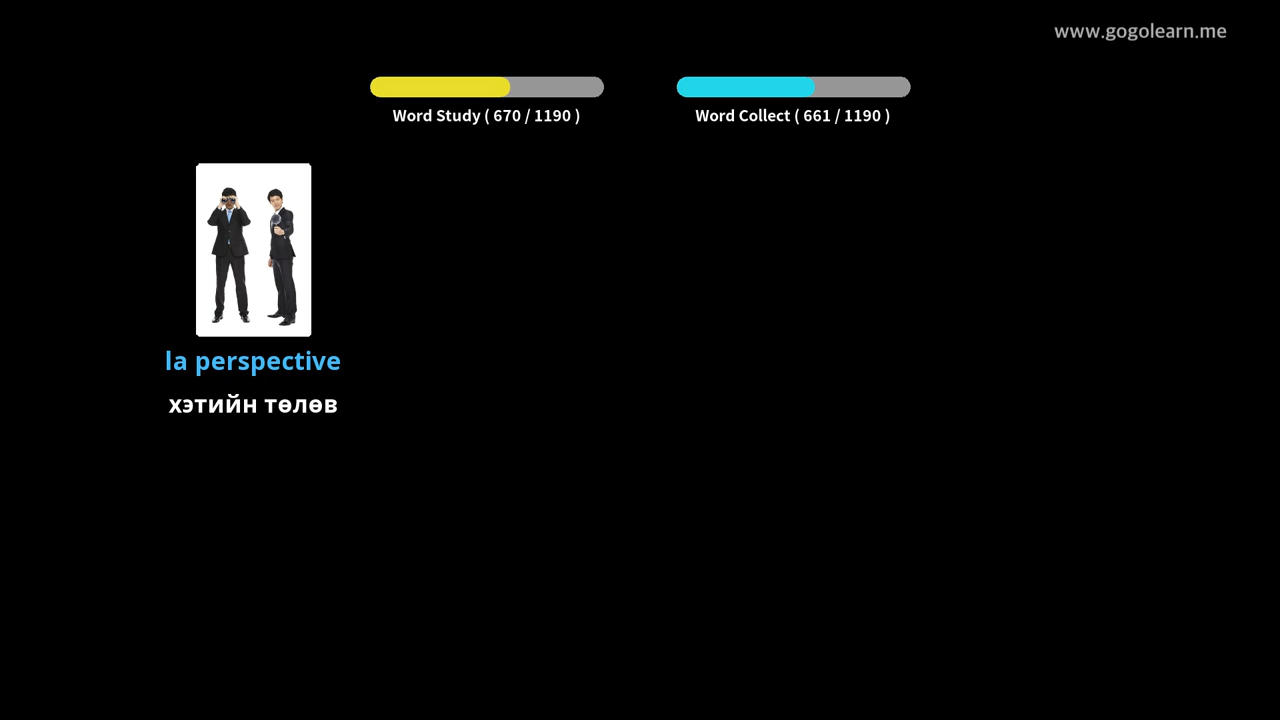 www.gogolearn.me
Word Study ( 670 / 1190 )
Word Collect ( 661 / 1190 )
la perspective
хэтийн төлөв